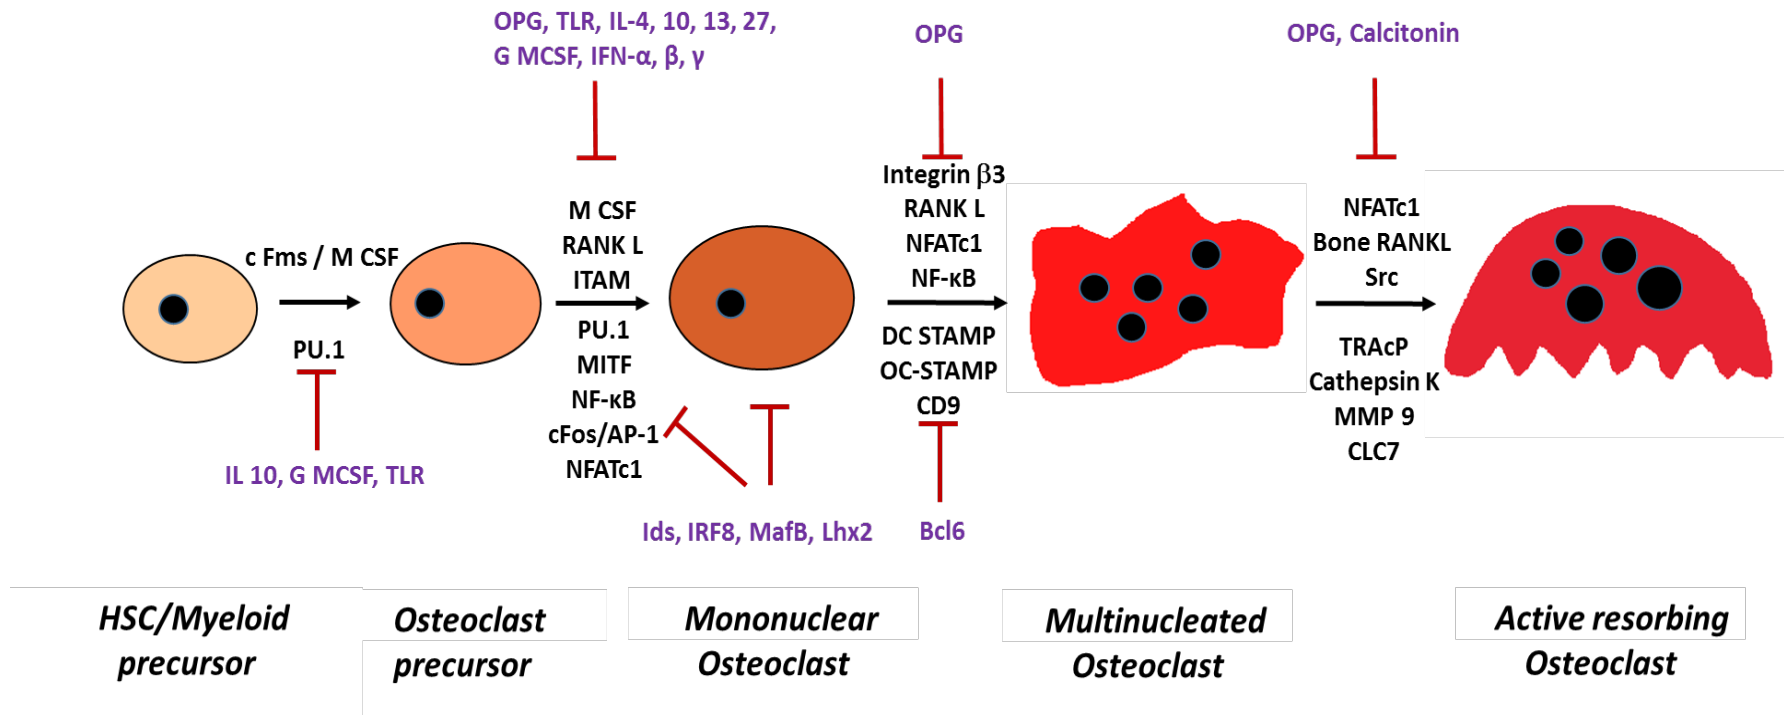 OPG, TLR, IL-4, 10, 13, 27,
G MCSF, IFN-α, β, γ
OPG
OPG, Calcitonin
c Fms / M CSF
PU.1
IL 10, G MCSF, TLR
M CSF
RANK L
ITAM
PU.1
MITF
NF-κB
cFos/AP-1
NFATc1
Ids, IRF8, MafB, Lhx2
Integrin β3
RANK L
NFATc1
NF-κB
DC STAMP
OC-STAMP
CD9
Bcl6
NFATc1
Bone RANKL
Src
TRAcP
Cathepsin K
MMP 9
CLC7
HSC/Myeloid
precursor
Osteoclast
precursor
Mononuclear
Osteoclast
Multinucleated
Osteoclast
Active resorbing
Osteoclast